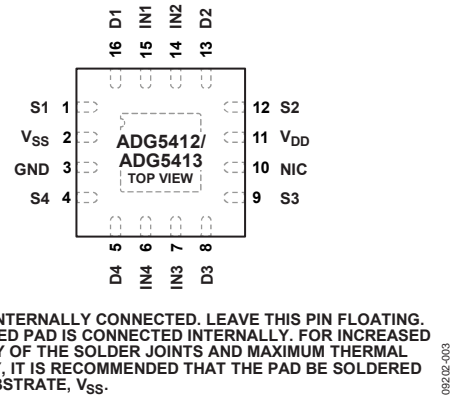 D1 IN1 IN2 D2
16 15 14 13
S1 1
VSS 2
GND 3
S4 4
ADG5412/
ADG5413
TOP VIEW
12 S2
11 VDD
10 NIC
9 S3
5 6 7 8
D4 IN4 IN3 D3
NTERNALLY CONNECTED. LEAVE THIS PIN FLOATING.
ED PAD IS CONNECTED INTERNALLY. FOR INCREASED
Y OF THE SOLDER JOINTS AND MAXIMUM THERMAL
, IT IS RECOMMENDED THAT THE PAD BE SOLDERED
BSTRATE, VSS.
09202-003